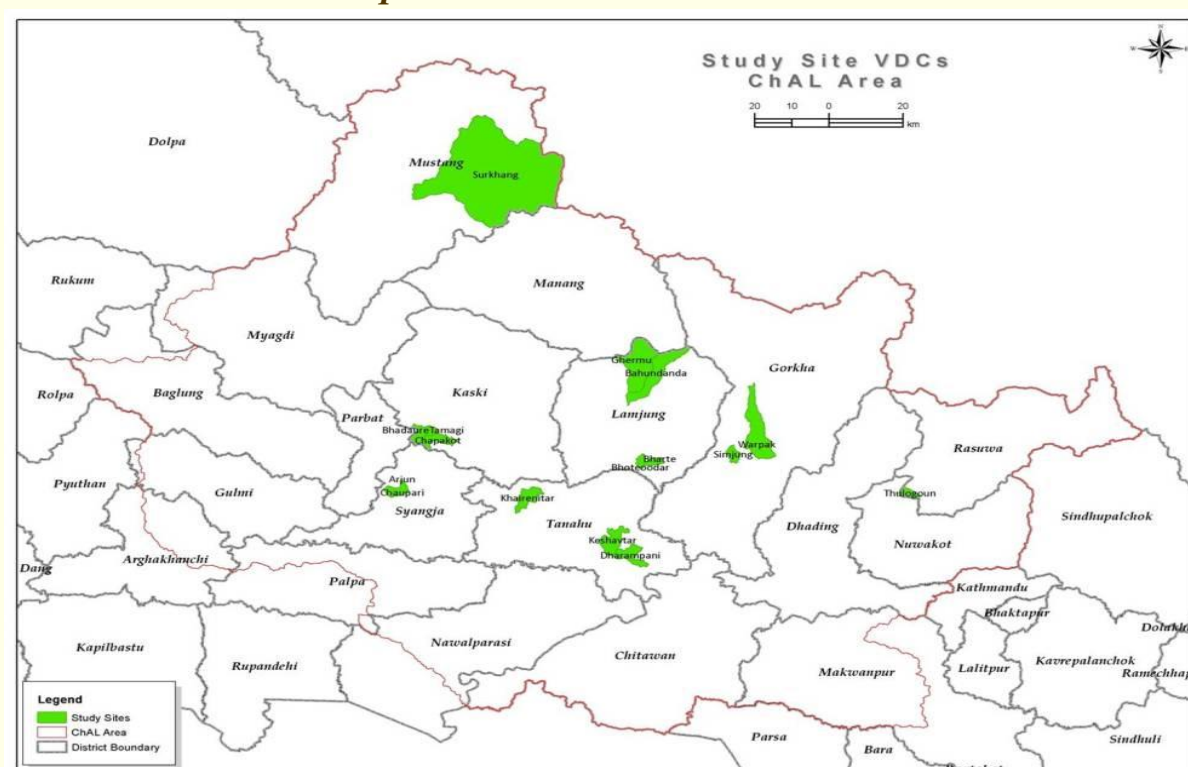 Study Site VDCs
ChAL Area
20 10 0 20
km
Dolpa
Mustang
Surkhang
Rukum
Manang
Myagdi
Ghermu
Bahundanda
Gorkha
Rolpa
Baglung
Kaski
Parbat
Lamjung
BhadaureTamagi
Chapakot
Warpak
Simjung
Rasuwa
Bharte
Bhoteoodar
Pyuthan
Gulmi
Arjun
Chaupari
Syangja
Khairenitar
Tanahu
Thulogoun
Sindhupalchok
Dhading
Nuwakot
Keshavtar
Dharampani
Dang
Arghakhanchi
Palpa
Kathmandu
Bhaktapur
Dolakh
Kapilbastu
Rupandehi
Nawalparasi
Chitawan
Makwanpur
Lalitpur
Kavrepalanchok
Ramechhap
Legend
Study Sites
ChAL Area
District Boundary
Parsa
Bara
Sindhuli